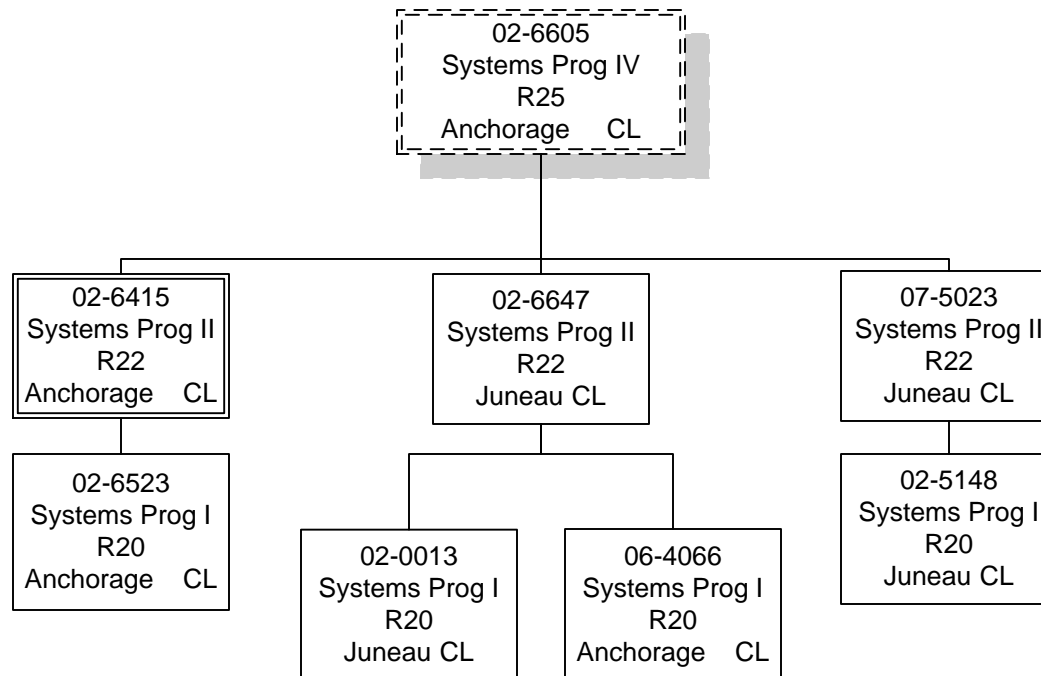 02-6605
Systems Prog IV
R25
Anchorage CL
02-6415
Systems Prog II
R22
Anchorage CL
02-6647
Systems Prog II
R22
Juneau CL
07-5023
Systems Prog II
R22
Juneau CL
02-6523
Systems Prog I
R20
Anchorage CL
02-0013
Systems Prog I
R20
Juneau CL
06-4066
Systems Prog I
R20
Anchorage CL
02-5148
Systems Prog I
R20
Juneau CL